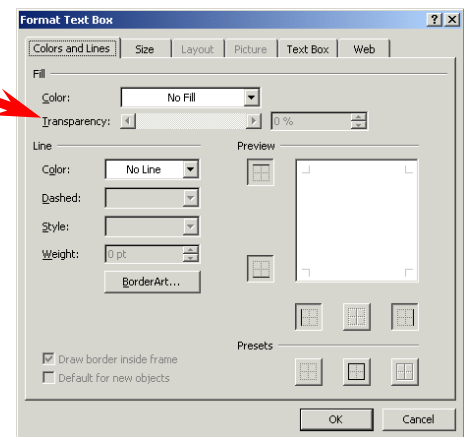 Format Text Box
Colors and Lines Size Layout Picture Text Box Web
Fill
Color: No Fill
Transparency: 0 %
Line Preview
Color: No Line
Dashed:
Style:
Weight: 0 pt
BorderArt...
Presets
Draw border inside frame
Default for new objects
OK Cancel